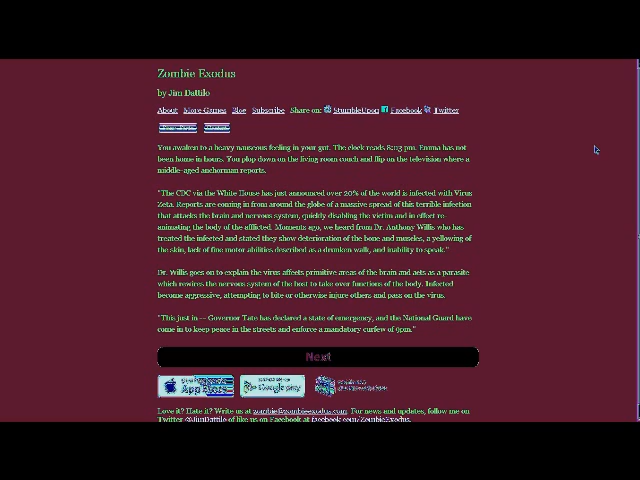 Zombie Exodus
by Jim Dattilo
About More Games Blog Subscribe Share on: StumbleUpon Facebook Twitter
You awaken to a heavy nauseous feeling in your gut. The clock reads 8:03 pm. Emma has not
been home in hours. You plop down on the living room couch and flip on the television where a
middle-aged anchorman reports.
"The CDC via the White House has just announced over 20% of the world is infected with Virus
Zeta. Reports are coming in from around the globe of a massive spread of this terrible infection
that attacks the brain and nervous system, quickly disabling the victim and in effect re-
animating the body of the afflicted. Moments ago, we heard from Dr. Anthony Willis who has
treated the infected and stated they show deterioration of the bone and muscles, a yellowing of
the skin, lack of fine motor abilities described as a drunken walk, and inability to speak."
Dr. Willis goes on to explain the virus affects primitive areas of the brain and acts as a parasite
which rewires the nervous system of the host to take over functions of the body. Infected
become aggressive, attempting to bite or otherwise injure others and pass on the virus.
"This just in -- Governor Tate has declared a state of emergency, and the National Guard have
come in to keep peace in the streets and enforce a mandatory curfew of 9pm."
Next
App Store Google play
Love it? Hate it? Write us at zombie@zombieexodus.com. For news and updates, follow me on
Twitter @JimDattilo of like us on Facebook at facebook.com/ZombieExodus.